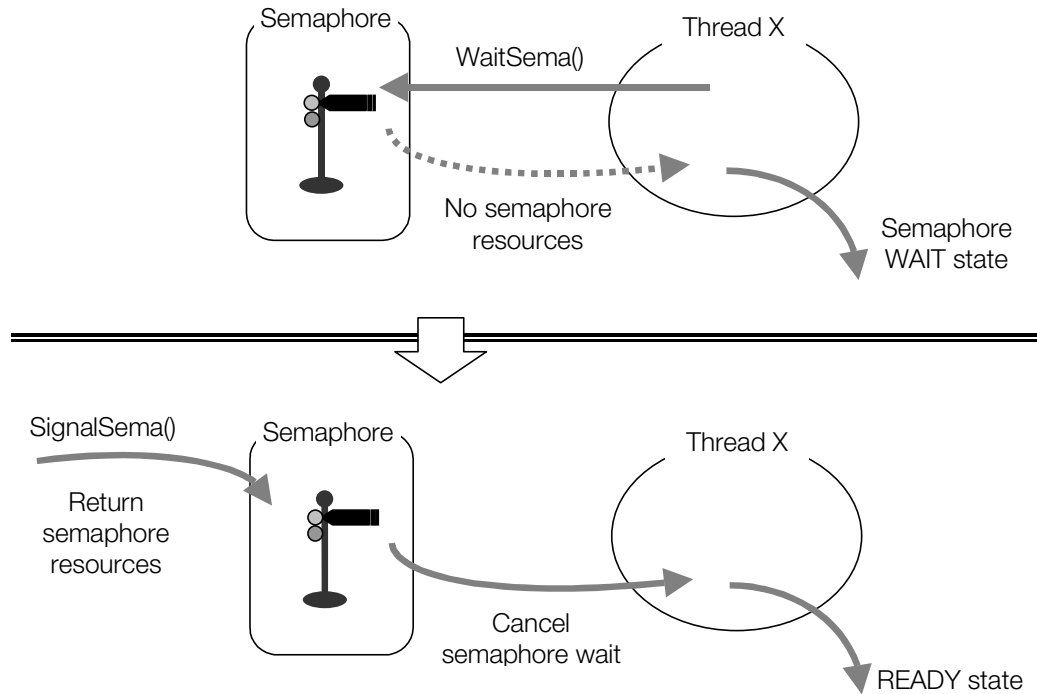 Semaphore
Thread X
WaitSema()
No semaphore
resources
Semaphore
WAIT state
SignalSema()
Semaphore
Thread X
Return
semaphore
resources
Cancel
semaphore wait
READY state